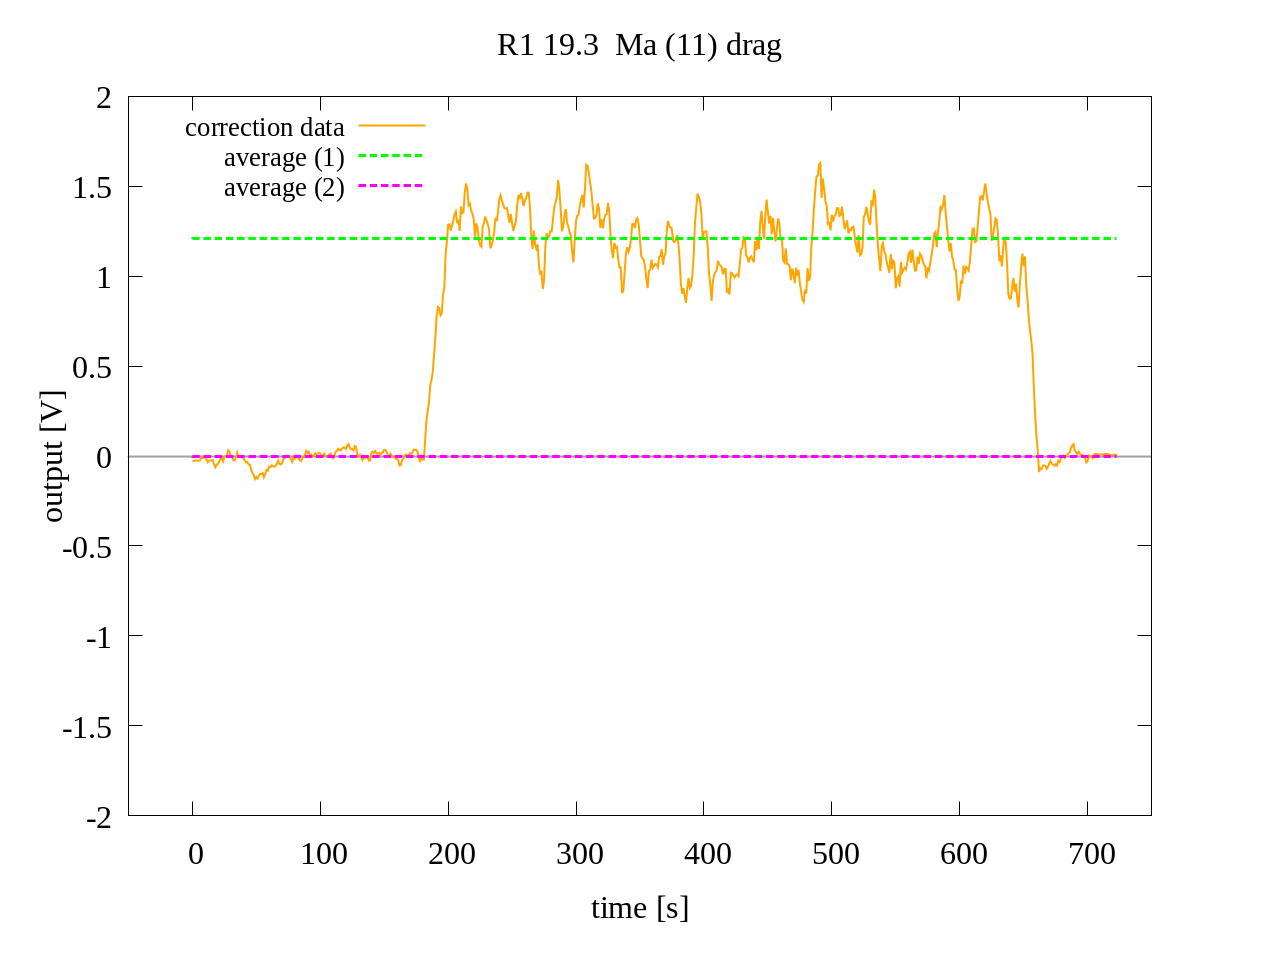 R1 19.3  Ma (11) drag
correction data
average (1)
average (2)
2
1.5
1
0.5
0
-0.5
-1
-1.5
-2
output [V]
0 100 200 300 400 500 600 700
time [s]